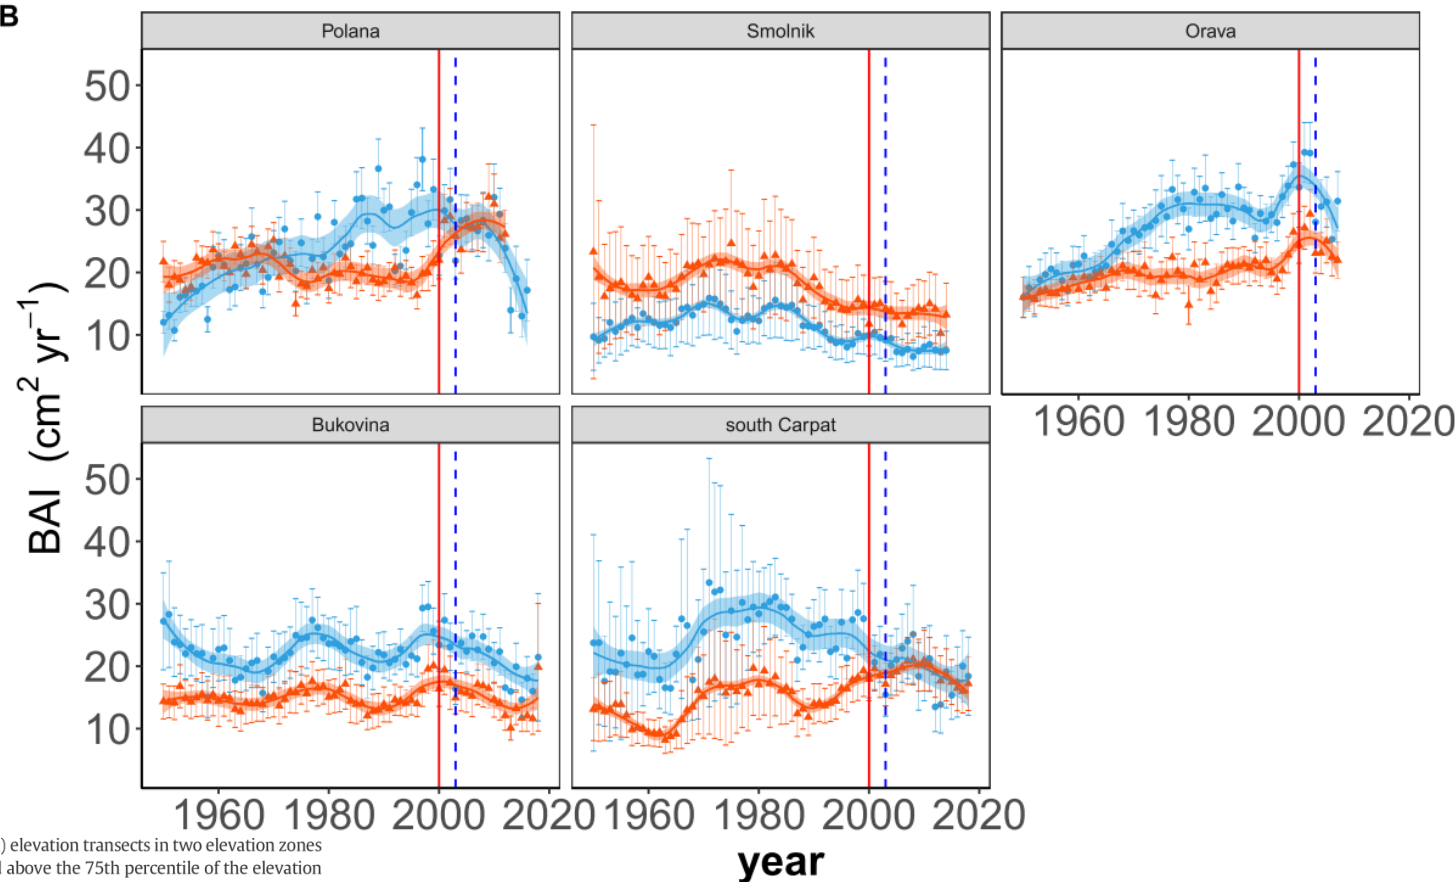 B
Polana
Smolnik
Orava
50
40
30
20
10
1960 1980 2000 2020
Bukovina
south Carpat
50
40
30
20
10
BAI (cm² yr⁻¹)
1960 1980 2000 2020 1960 1980 2000 2020
year
) elevation transects in two elevation zones
above the 75th percentile of the elevation